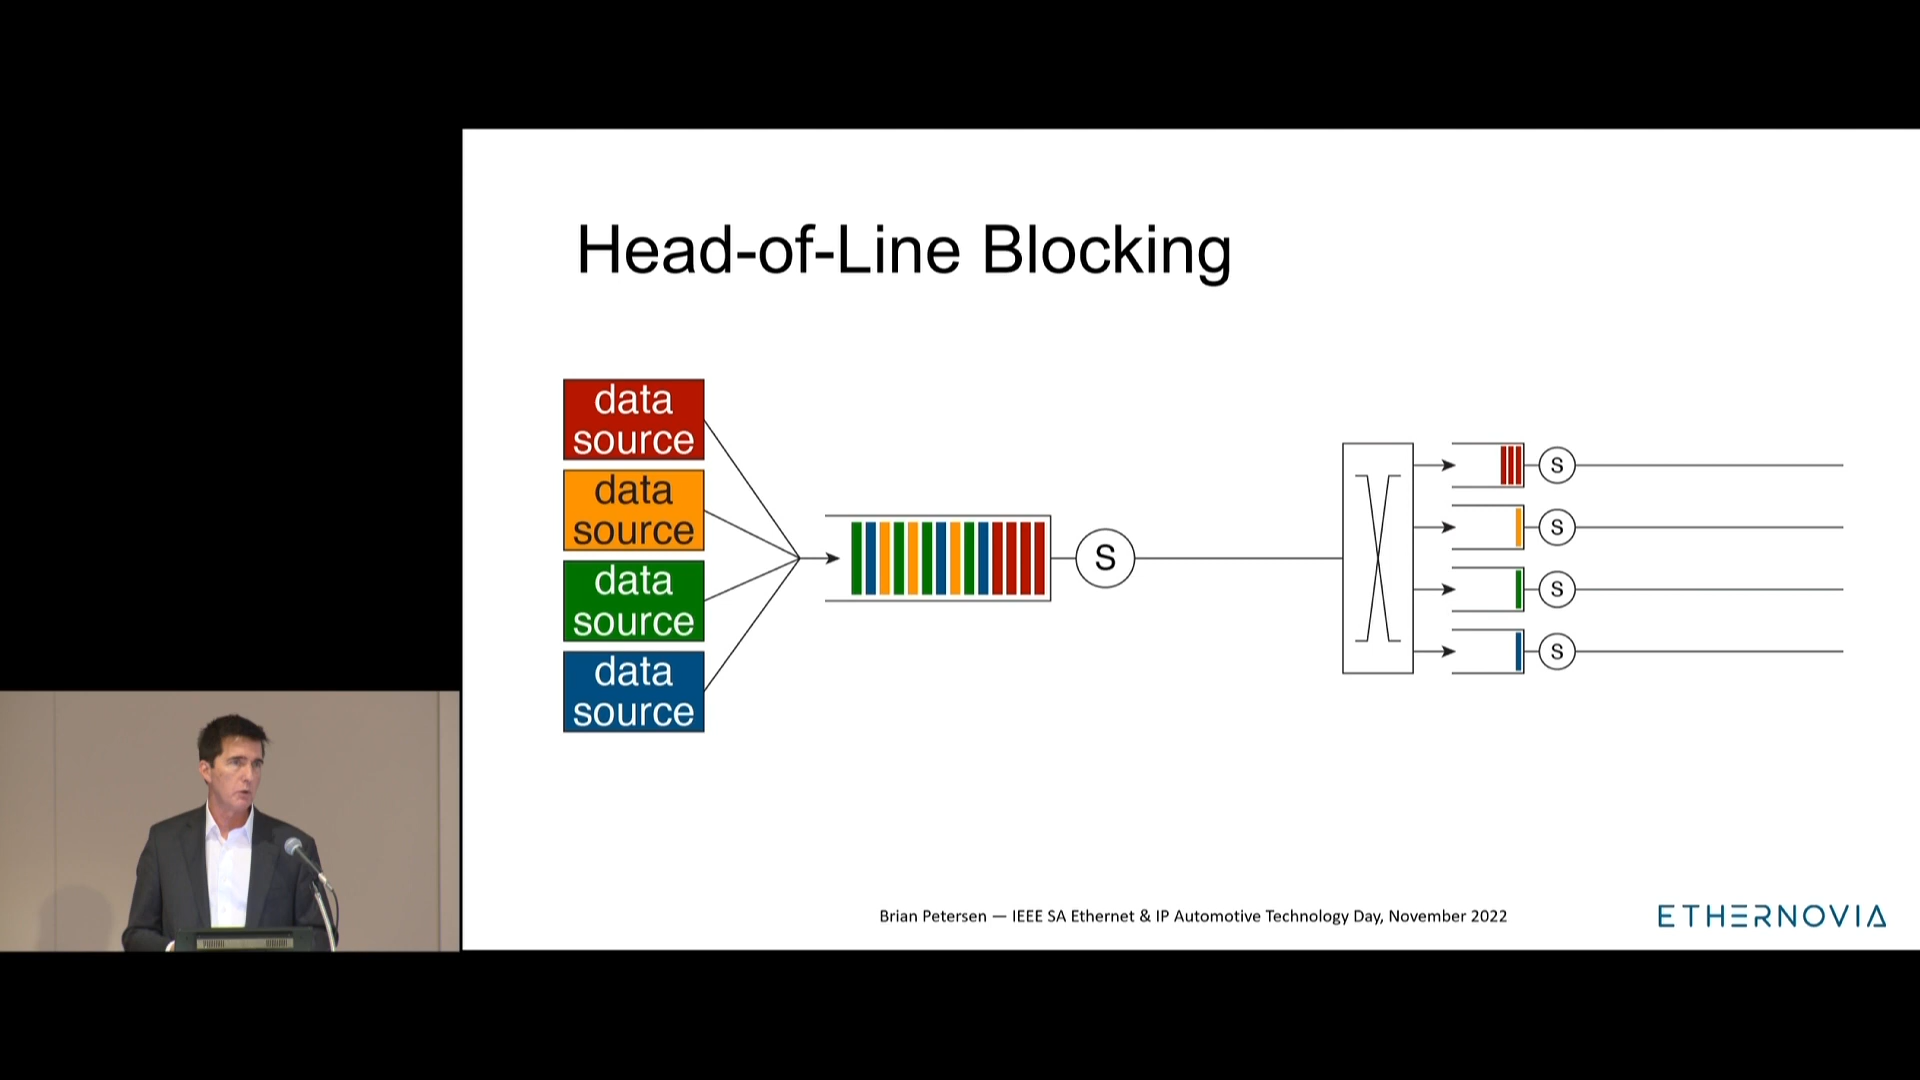 Head-of-Line Blocking
data
source
data
source
data
source
data
source
S
S
S
S
S
Brian Petersen — IEEE SA Ethernet & IP Automotive Technology Day, November 2022
ETHERNOVIA